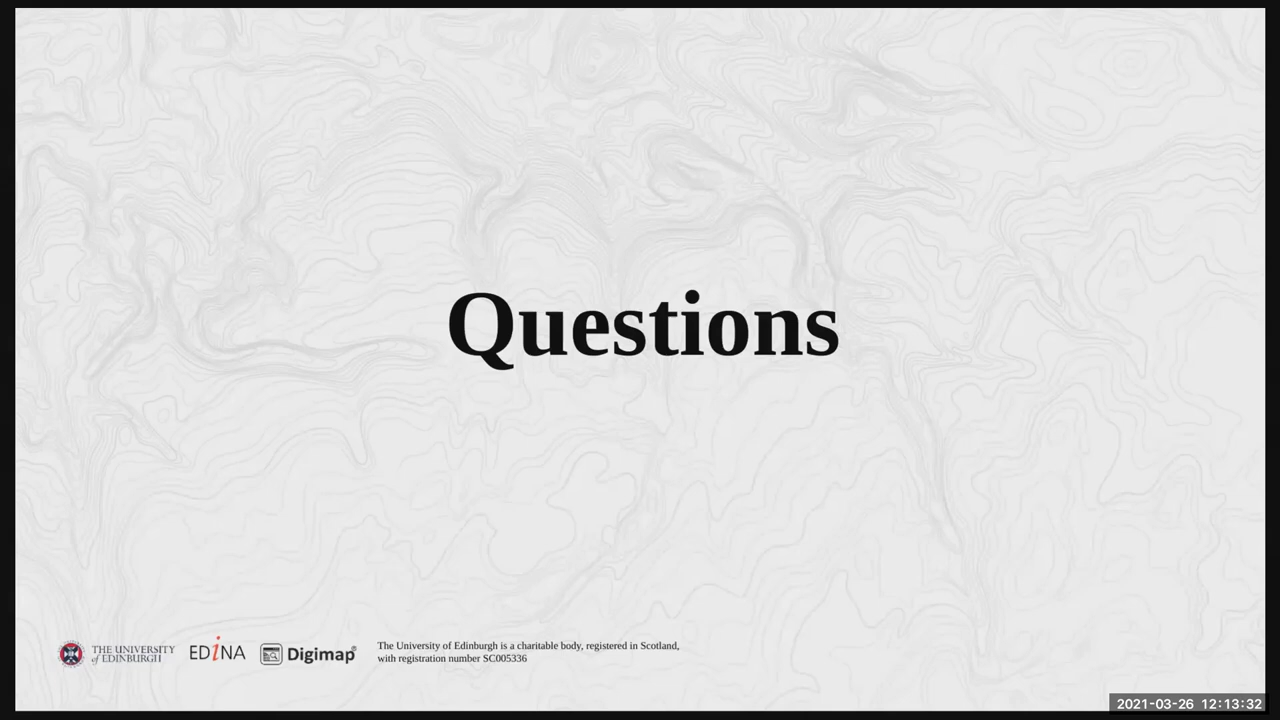 Questions
THE UNIVERSITY
of EDINBURGH
EDINA
Digimap
The University of Edinburgh is a charitable body, registered in Scotland,
with registration number SC005336
2021-03-26 12:13:32